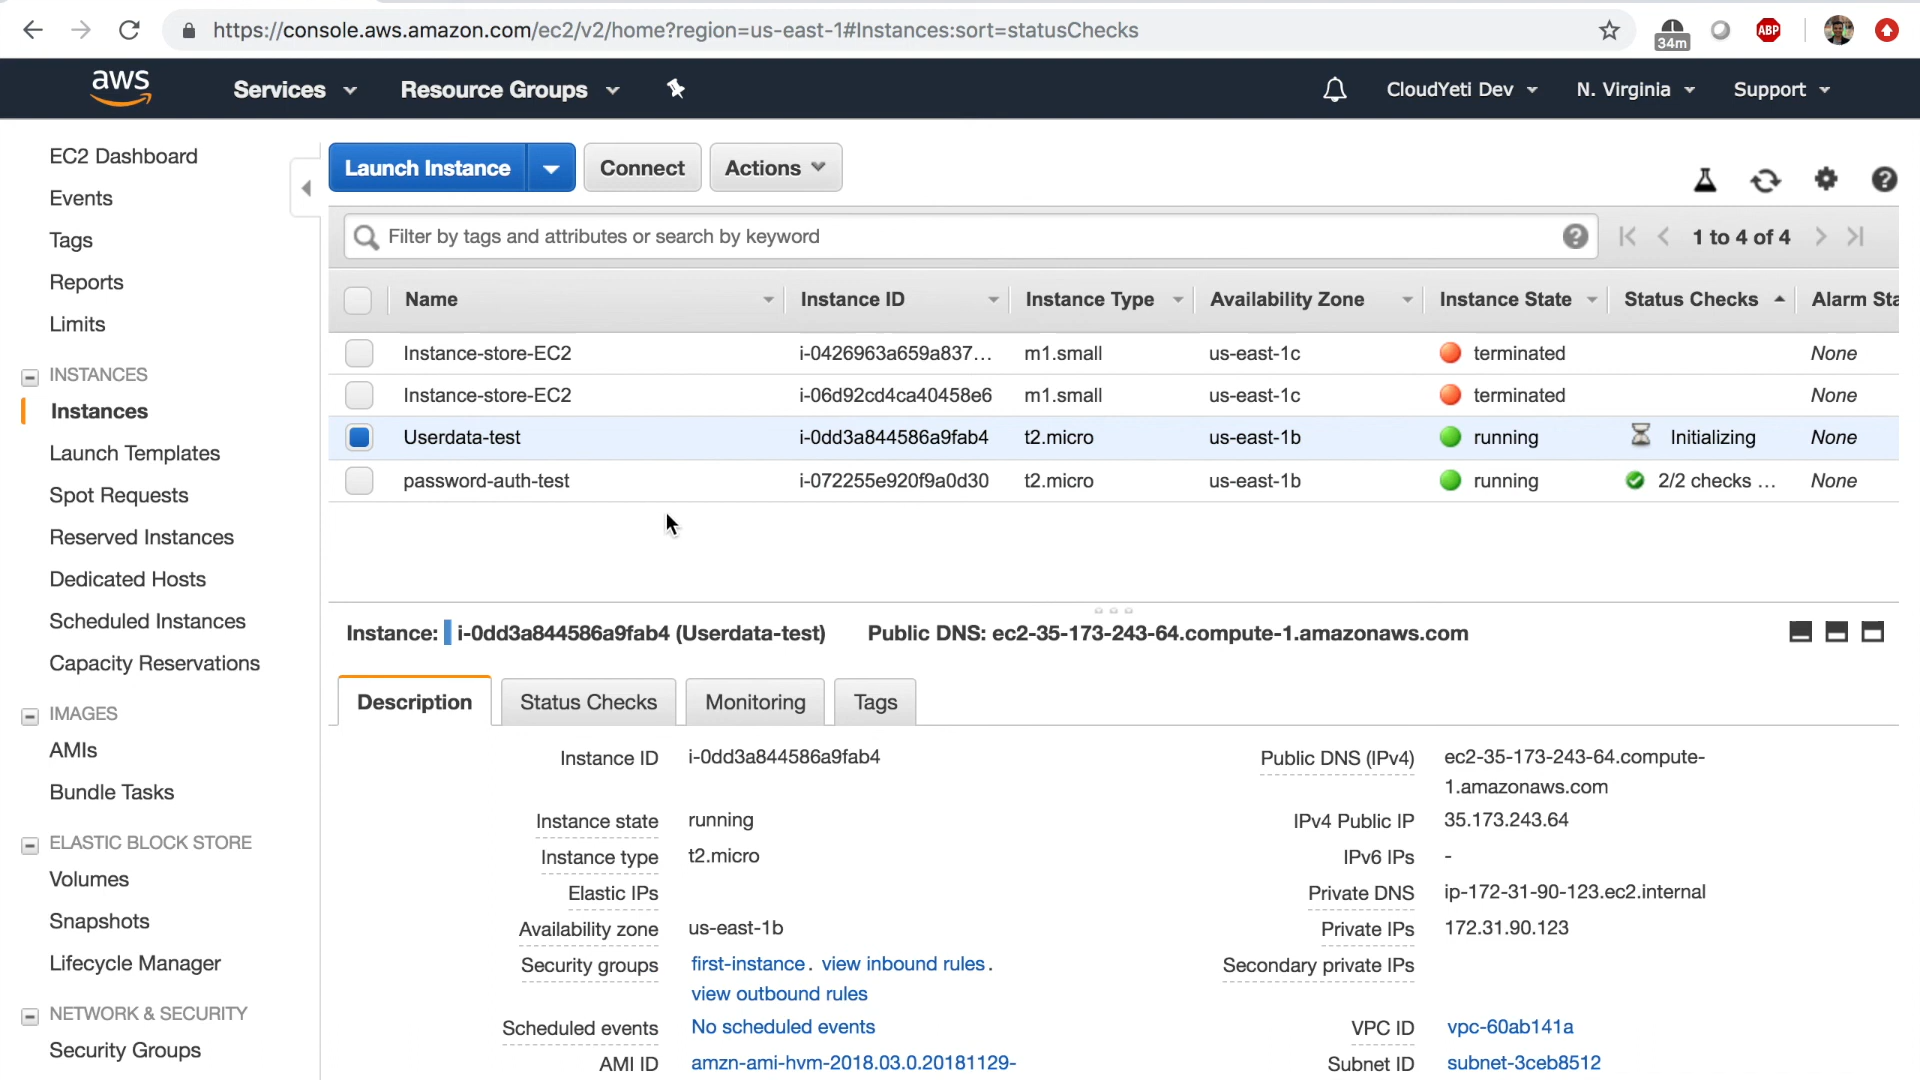 https://console.aws.amazon.com/ec2/v2/home?region=us-east-1#Instances:sort=statusChecks
34m
ABP
aws
Services
Resource Groups
CloudYeti Dev
N. Virginia
Support
EC2 Dashboard
Events
Tags
Reports
Limits
INSTANCES
Instances
Launch Templates
Spot Requests
Reserved Instances
Dedicated Hosts
Scheduled Instances
Capacity Reservations
IMAGES
AMIs
Bundle Tasks
ELASTIC BLOCK STORE
Volumes
Snapshots
Lifecycle Manager
NETWORK & SECURITY
Security Groups
Launch Instance
Connect
Actions
Filter by tags and attributes or search by keyword
1 to 4 of 4
Name Instance ID Instance Type Availability Zone Instance State Status Checks Alarm Sta
Instance-store-EC2 i-0426963a659a837... m1.small us-east-1c terminated None
Instance-store-EC2 i-06d92cd4ca40458e6 m1.small us-east-1c terminated None
Userdata-test i-0dd3a844586a9fab4 t2.micro us-east-1b running Initializing None
password-auth-test i-072255e920f9a0d30 t2.micro us-east-1b running 2/2 checks ... None
Instance: i-0dd3a844586a9fab4 (Userdata-test) Public DNS: ec2-35-173-243-64.compute-1.amazonaws.com
Description
Status Checks
Monitoring
Tags
Instance ID i-0dd3a844586a9fab4
Instance state running
Instance type t2.micro
Elastic IPs
Availability zone us-east-1b
Security groups first-instance. view inbound rules.
view outbound rules
Scheduled events No scheduled events
AMI ID amzn-ami-hvm-2018.03.0.20181129-
Public DNS (IPv4) ec2-35-173-243-64.compute-
1.amazonaws.com
IPv4 Public IP 35.173.243.64
IPv6 IPs -
Private DNS ip-172-31-90-123.ec2.internal
Private IPs 172.31.90.123
Secondary private IPs
VPC ID vpc-60ab141a
Subnet ID subnet-3ceb8512